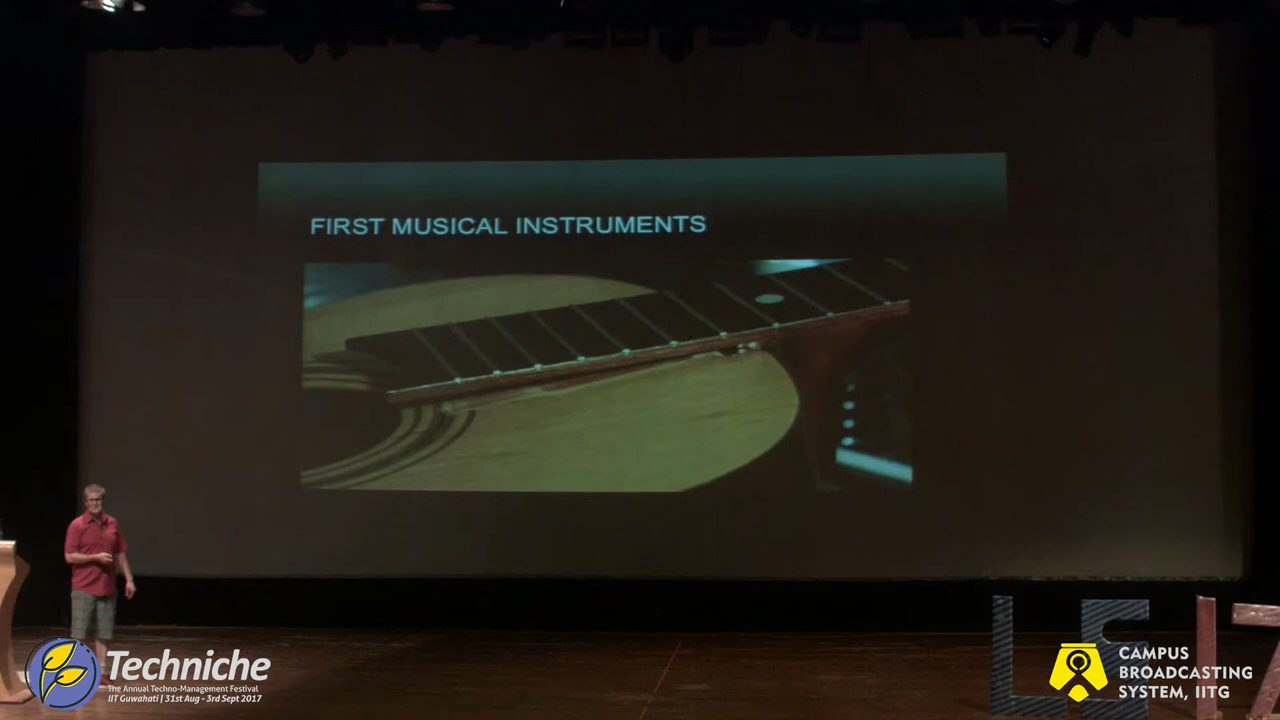 FIRST MUSICAL INSTRUMENTS
Techniche
The Annual Techno-Management Festival
IIT Guwahati | 31st Aug - 3rd Sept 2017
CAMPUS
BROADCASTING
SYSTEM, IITG